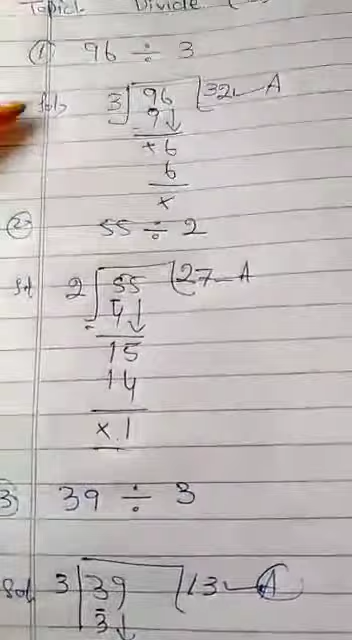 Topic: Divide
① 96 ÷ 3
Sol: 3 96 32 A
9↓
×6
6
×
② 55 ÷ 2
Sol 2 55 27 A
- 4↓
15
14
× 1
3) 39 ÷ 3
Sol 3 39 13 A
3↓